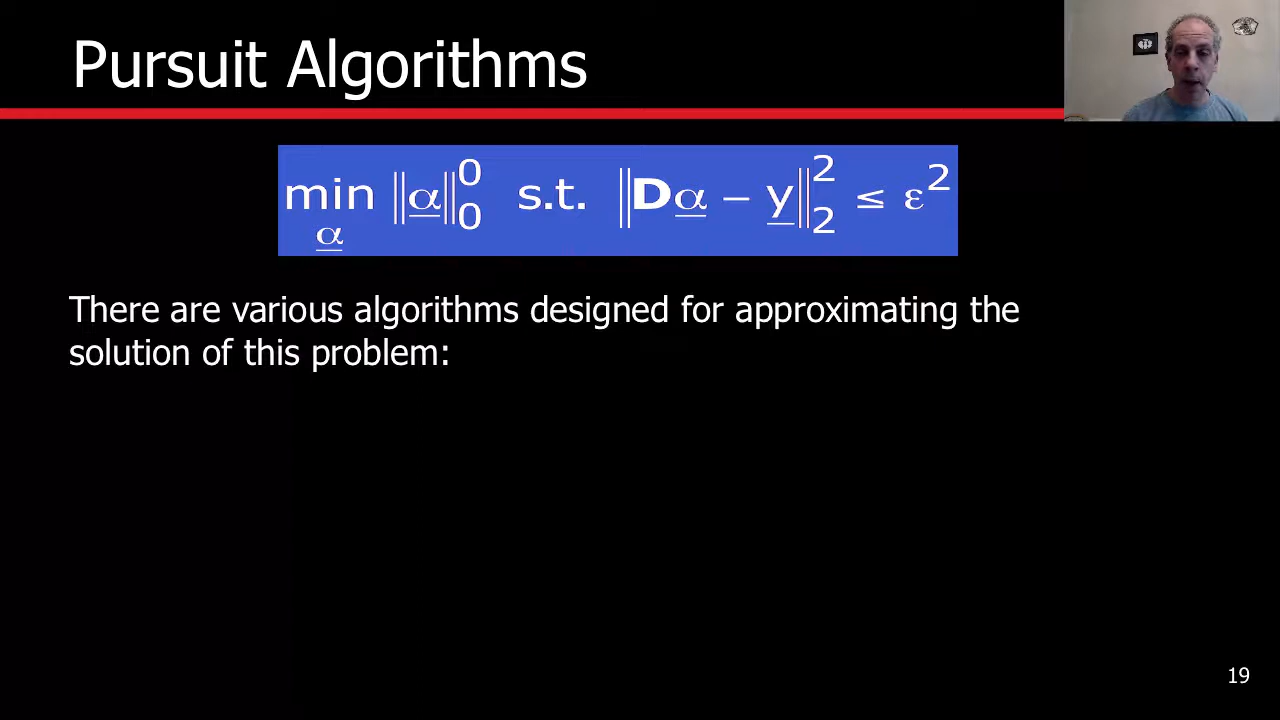 Pursuit Algorithms
min ‖α‖₀⁰ s.t. ‖Dα − y‖₂² ≤ ε²
α
There are various algorithms designed for approximating the
solution of this problem:
19